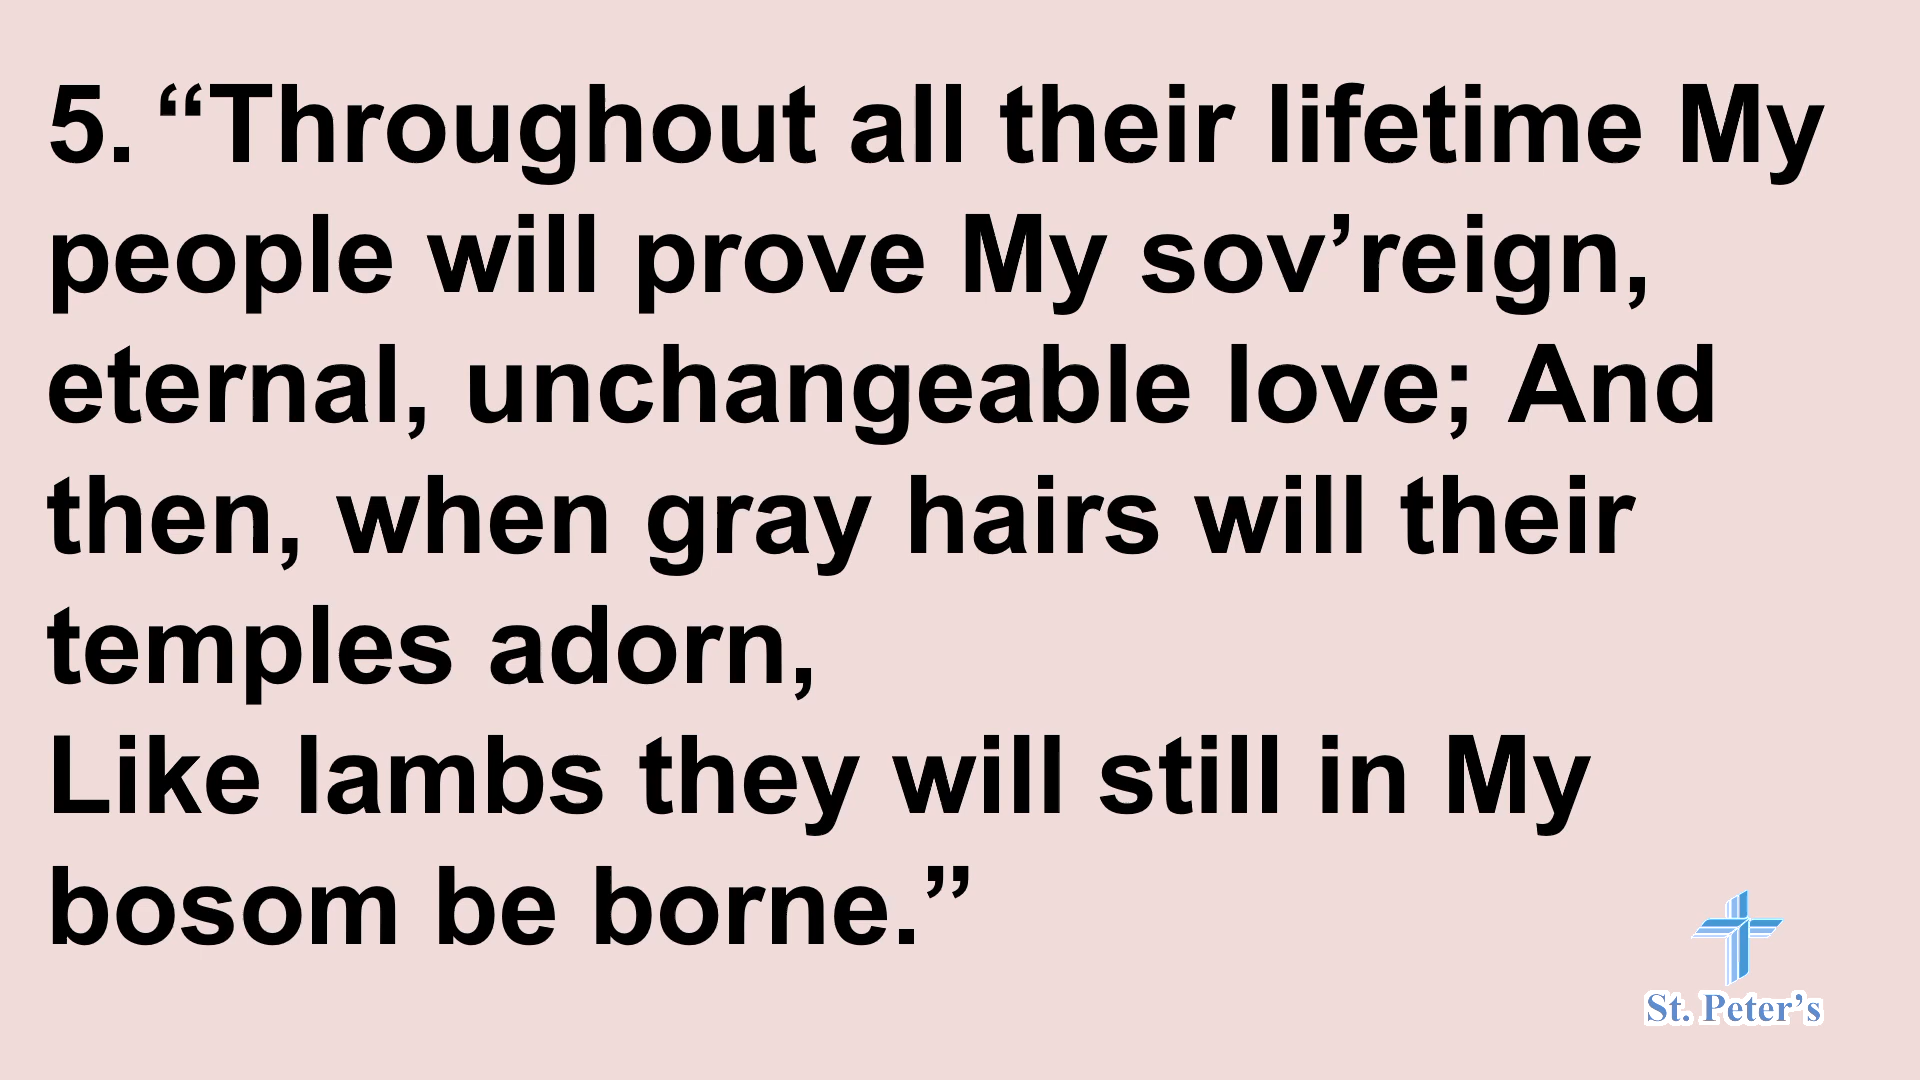 5. “Throughout all their lifetime My
people will prove My sov’reign,
eternal, unchangeable love; And
then, when gray hairs will their
temples adorn,
Like lambs they will still in My
bosom be borne.”
St. Peter’s